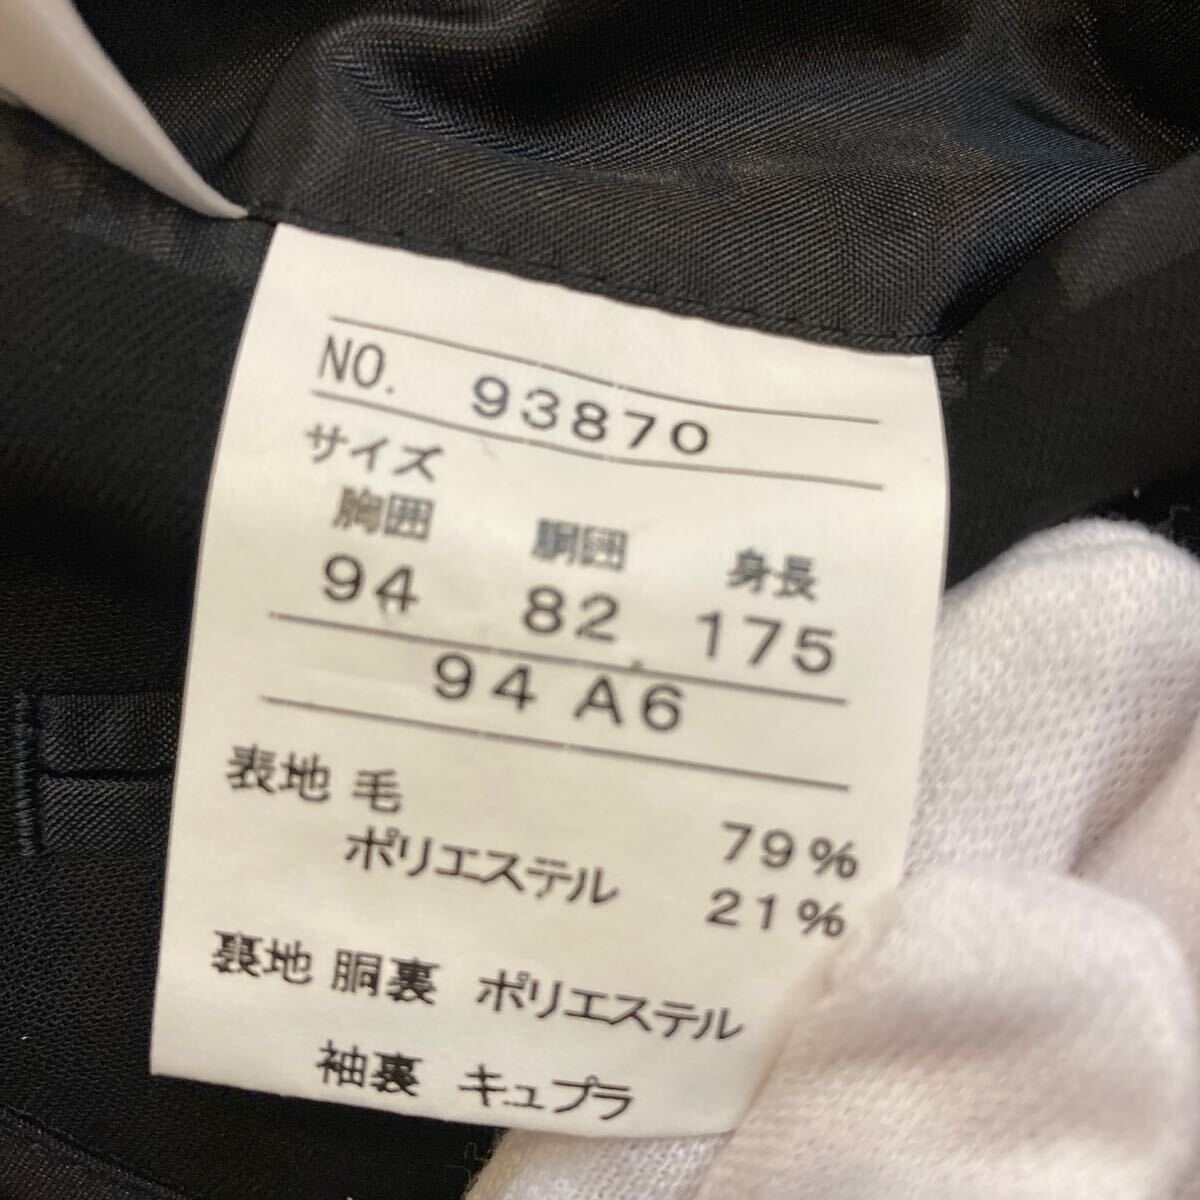 NO. 93870
サイズ
胸囲 胴囲 身長
94 82 175
94 A6
表地 毛 79%
ポリエステル 21%
裏地 胴裏 ポリエステル
袖裏 キュプラ